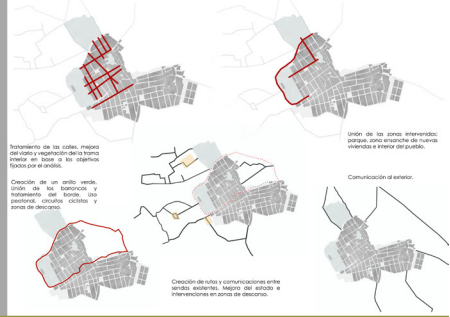 Tratamiento de las calles, mejora
del viario y vegetación del la trama
interior en base a los objetivos
fijados por el análisis.
Creación de un anillo verde.
Unión de los barrancos y
tratamiento del borde. Uso
peatonal, circuitos ciclistas y
zonas de descanso.
Unión de las zonas intervenidas:
parque, zona ensanche de nuevas
viviendas e interior del pueblo.
Comunicación al exterior.
Creación de rutas y comunicaciones entre
sendas existentes. Mejora del estado e
intervenciones en zonas de descanso.